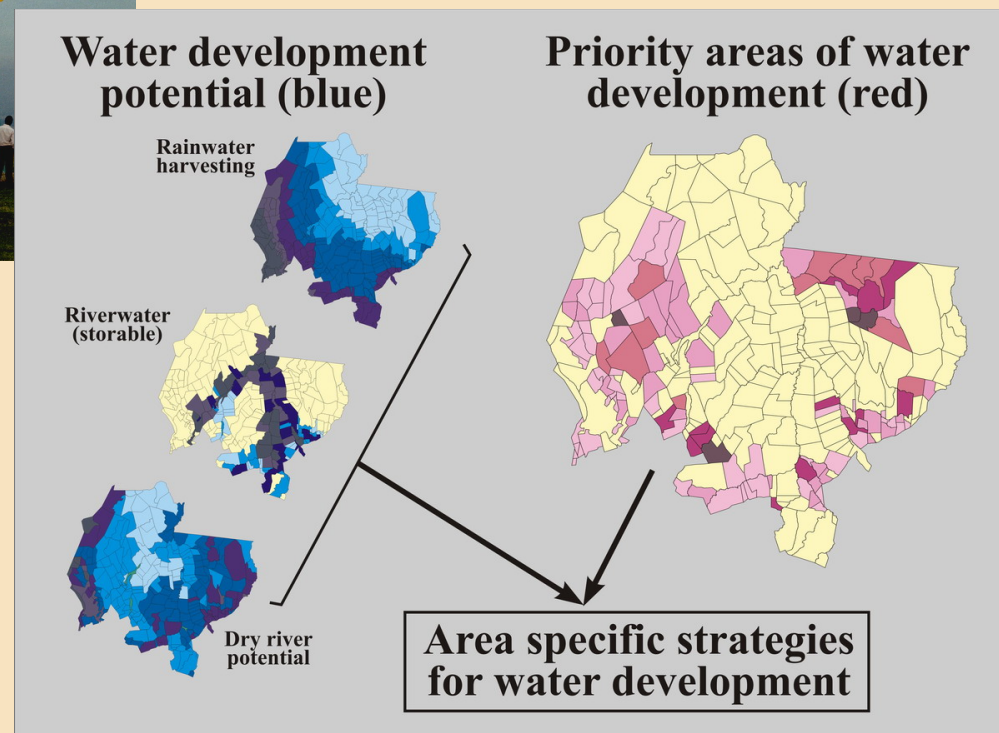 Water development
potential (blue)
Priority areas of water
development (red)
Rainwater
harvesting
Riverwater
(storable)
Dry river
potential
Area specific strategies
for water development